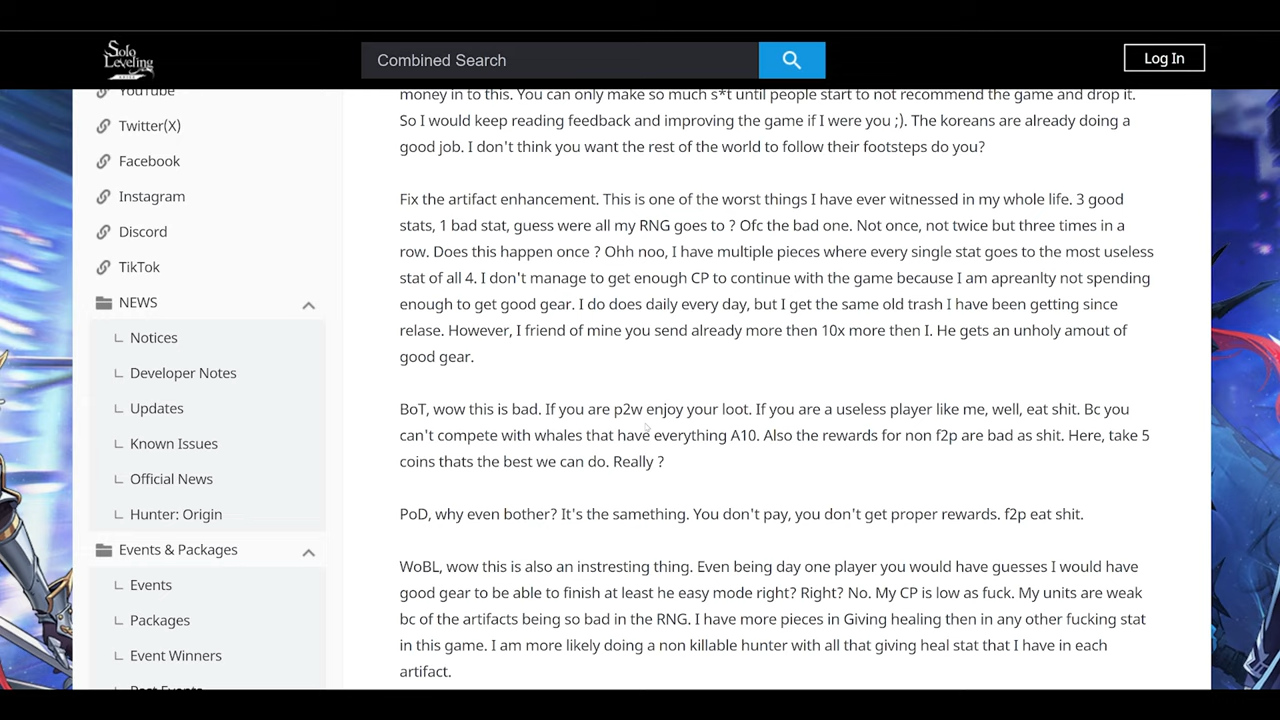 Solo
Leveling
Combined Search
Log In
YouTube
Twitter(X)
Facebook
Instagram
Discord
TikTok
NEWS
Notices
Developer Notes
Updates
Known Issues
Official News
Hunter: Origin
Events & Packages
Events
Packages
Event Winners
Past Events
money in to this. You can only make so much s*t until people start to not recommend the game and drop it.
So I would keep reading feedback and improving the game if I were you ;). The koreans are already doing a
good job. I don't think you want the rest of the world to follow their footsteps do you?
Fix the artifact enhancement. This is one of the worst things I have ever witnessed in my whole life. 3 good
stats, 1 bad stat, guess were all my RNG goes to ? Ofc the bad one. Not once, not twice but three times in a
row. Does this happen once ? Ohh noo, I have multiple pieces where every single stat goes to the most useless
stat of all 4. I don't manage to get enough CP to continue with the game because I am apreanlty not spending
enough to get good gear. I do does daily every day, but I get the same old trash I have been getting since
relase. However, I friend of mine you send already more then 10x more then I. He gets an unholy amout of
good gear.
BoT, wow this is bad. If you are p2w enjoy your loot. If you are a useless player like me, well, eat shit. Bc you
can't compete with whales that have everything A10. Also the rewards for non f2p are bad as shit. Here, take 5
coins thats the best we can do. Really ?
PoD, why even bother? It's the samething. You don't pay, you don't get proper rewards. f2p eat shit.
WoBL, wow this is also an instresting thing. Even being day one player you would have guesses I would have
good gear to be able to finish at least he easy mode right? Right? No. My CP is low as fuck. My units are weak
bc of the artifacts being so bad in the RNG. I have more pieces in Giving healing then in any other fucking stat
in this game. I am more likely doing a non killable hunter with all that giving heal stat that I have in each
artifact.